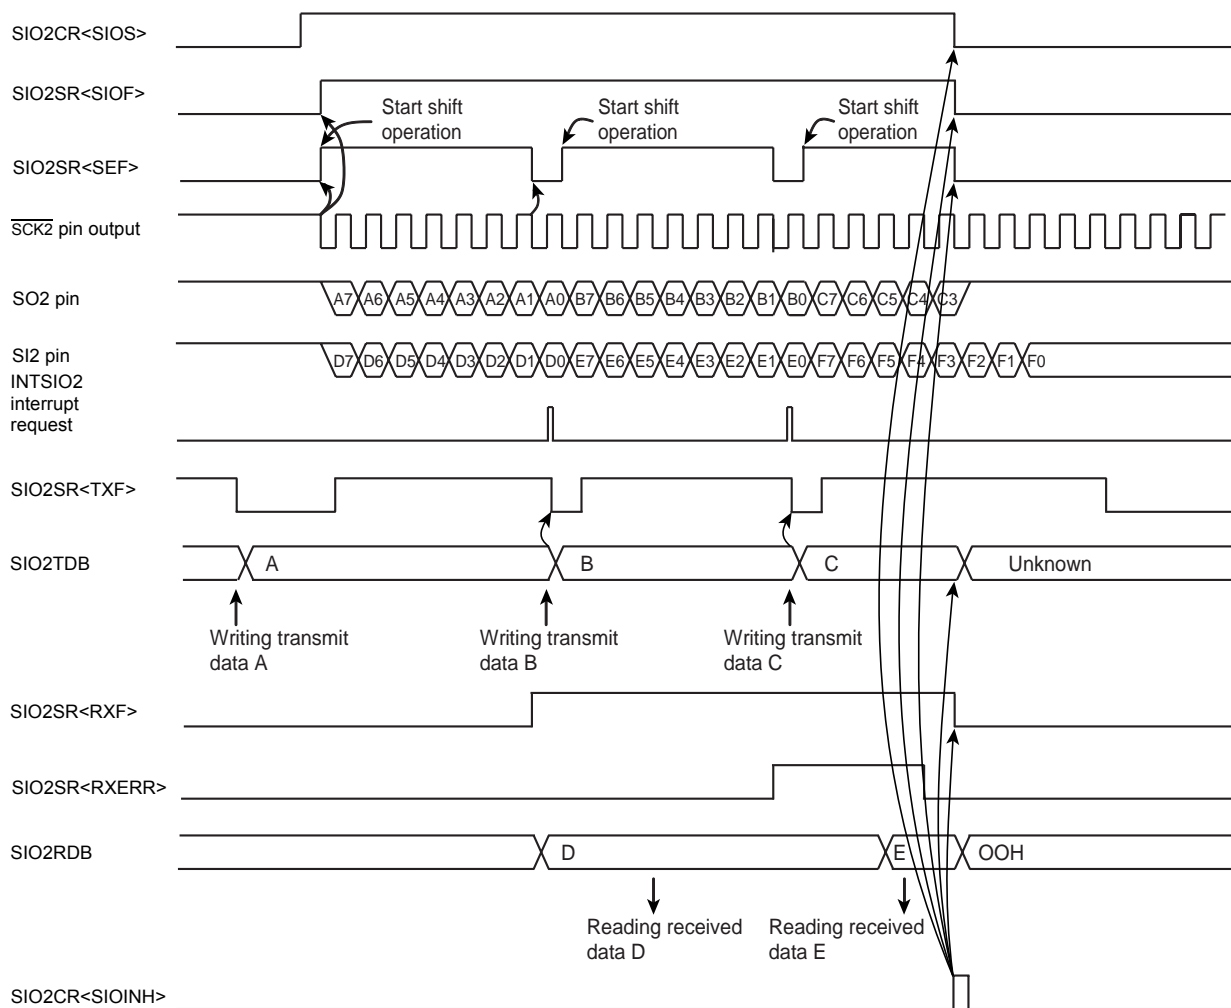 SIO2CR<SIOS>
SIO2SR<SIOF>
Start shift
operation
Start shift
operation
Start shift
operation
SIO2SR<SEF>
SCK2 pin output
SO2 pin
A7 A6 A5 A4 A3 A2 A1 A0 B7 B6 B5 B4 B3 B2 B1 B0 C7 C6 C5 C4 C3
SI2 pin
D7 D6 D5 D4 D3 D2 D1 D0 E7 E6 E5 E4 E3 E2 E1 E0 F7 F6 F5 F4 F3 F2 F1 F0
INTSIO2
interrupt
request
SIO2SR<TXF>
SIO2TDB
A B C Unknown
Writing transmit
data A
Writing transmit
data B
Writing transmit
data C
SIO2SR<RXF>
SIO2SR<RXERR>
SIO2RDB
D E OOH
Reading received
data D
Reading received
data E
SIO2CR<SIOINH>